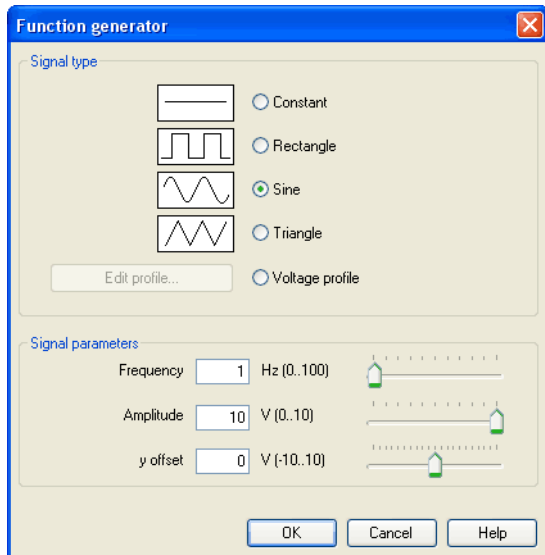 Function generator
Signal type
Constant
Rectangle
Sine
Triangle
Edit profile... Voltage profile
Signal parameters
Frequency 1 Hz (0..100)
Amplitude 10 V (0..10)
y offset 0 V (-10..10)
OK Cancel Help